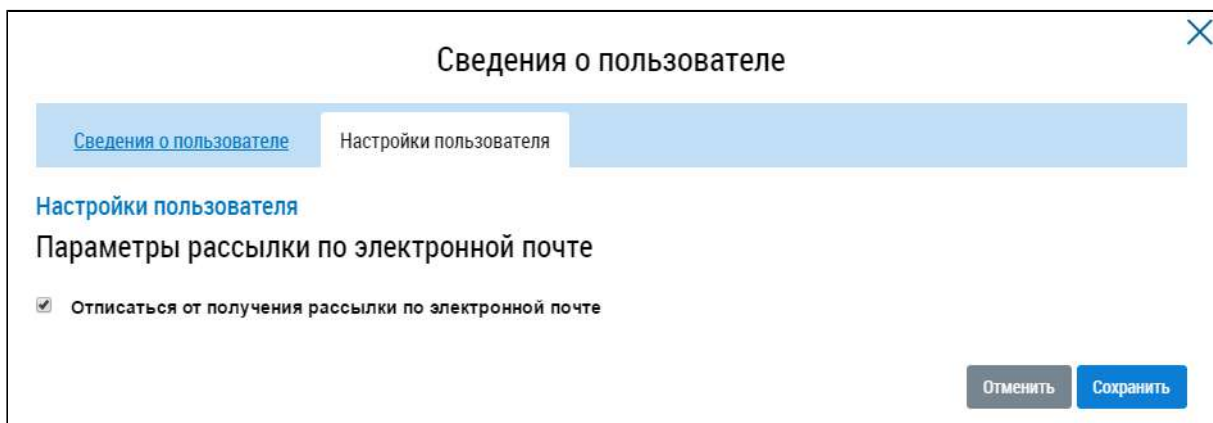 Сведения о пользователе
Сведения о пользователе Настройки пользователя
Настройки пользователя
Параметры рассылки по электронной почте
Отписаться от получения рассылки по электронной почте
Отменить Сохранить